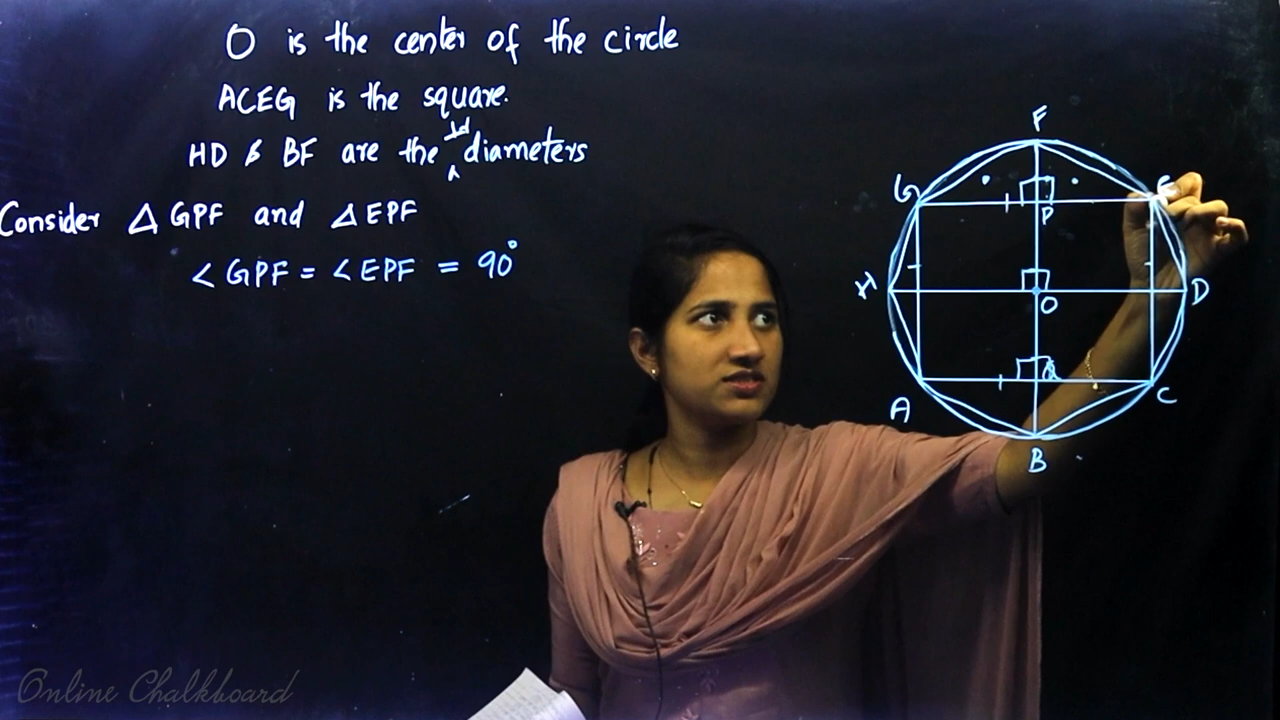 O is the center of the circle
ACEG is the square.
HD & BF are the ⊥d diameters
Consider △ GPF and △ EPF
∠GPF = ∠EPF = 90°
F
G
P
H
O
D
Q
A
C
B
Online Chalkboard